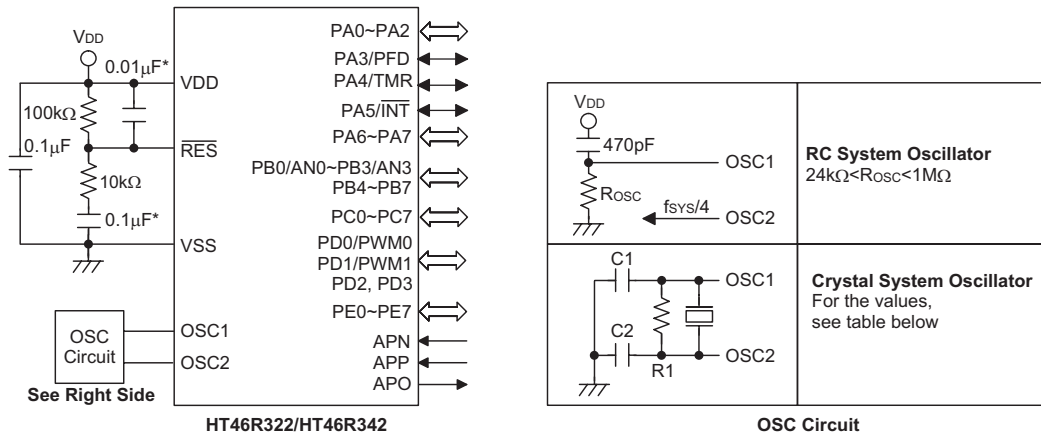 VDD
0.01μF*
VDD
100kΩ
0.1μF
RES
10kΩ
0.1μF*
VSS
OSC
Circuit
OSC1
OSC2
See Right Side
PA0~PA2
PA3/PFD
PA4/TMR
PA5/INT
PA6~PA7
PB0/AN0~PB3/AN3
PB4~PB7
PC0~PC7
PD0/PWM0
PD1/PWM1
PD2, PD3
PE0~PE7
APN
APP
APO
HT46R322/HT46R342
VDD
470pF
OSC1
ROSC
fSYS/4
OSC2
RC System Oscillator
24kΩ<ROSC<1MΩ
C1
OSC1
C2
OSC2
R1
Crystal System Oscillator
For the values,
see table below
OSC Circuit